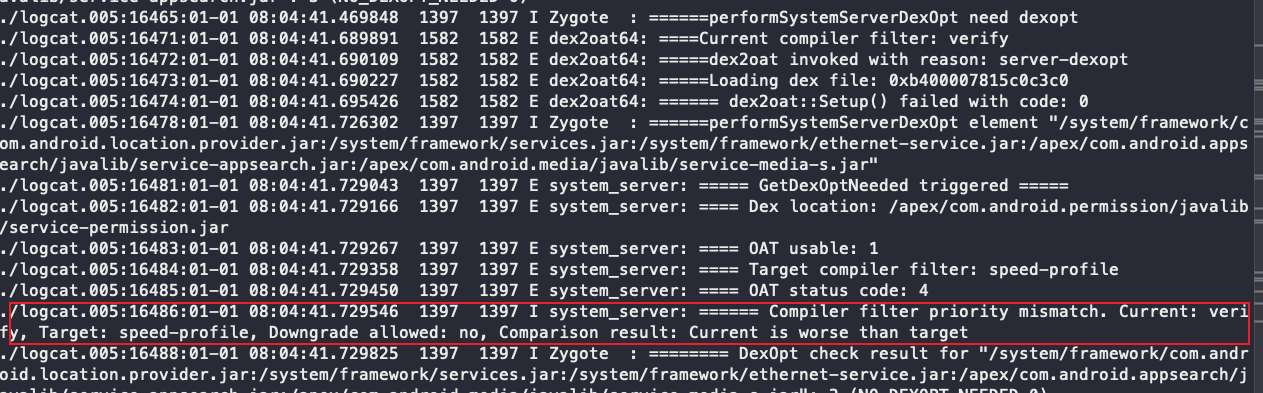 ./logcat.005:16465:01-01 08:04:41.469848  1397  1397 I Zygote  : ======performSystemServerDexOpt need dexopt
./logcat.005:16471:01-01 08:04:41.689891  1582  1582 E dex2oat64: ====Current compiler filter: verify
./logcat.005:16472:01-01 08:04:41.690109  1582  1582 E dex2oat64: =====dex2oat invoked with reason: server-dexopt
./logcat.005:16473:01-01 08:04:41.690227  1582  1582 E dex2oat64: =====Loading dex file: 0xb400007815c0c3c0
./logcat.005:16474:01-01 08:04:41.695426  1582  1582 E dex2oat64: ====== dex2oat::Setup() failed with code: 0
./logcat.005:16478:01-01 08:04:41.726302  1397  1397 I Zygote  : ======performSystemServerDexOpt element "/system/framework/c
om.android.location.provider.jar:/system/framework/services.jar:/system/framework/ethernet-service.jar:/apex/com.android.apps
earch/javalib/service-appsearch.jar:/apex/com.android.media/javalib/service-media-s.jar"
./logcat.005:16481:01-01 08:04:41.729043  1397  1397 E system_server: ===== GetDexOptNeeded triggered =====
./logcat.005:16482:01-01 08:04:41.729166  1397  1397 E system_server: ==== Dex location: /apex/com.android.permission/javalib
/service-permission.jar
./logcat.005:16483:01-01 08:04:41.729267  1397  1397 E system_server: ==== OAT usable: 1
./logcat.005:16484:01-01 08:04:41.729358  1397  1397 E system_server: ==== Target compiler filter: speed-profile
./logcat.005:16485:01-01 08:04:41.729450  1397  1397 E system_server: ==== OAT status code: 4
./logcat.005:16486:01-01 08:04:41.729546  1397  1397 I system_server: ====== Compiler filter priority mismatch. Current: veri
fy, Target: speed-profile, Downgrade allowed: no, Comparison result: Current is worse than target
./logcat.005:16488:01-01 08:04:41.729825  1397  1397 I Zygote  : ======== DexOpt check result for "/system/framework/com.andr
oid.location.provider.jar:/system/framework/services.jar:/system/framework/ethernet-service.jar:/apex/com.android.appsearch/j